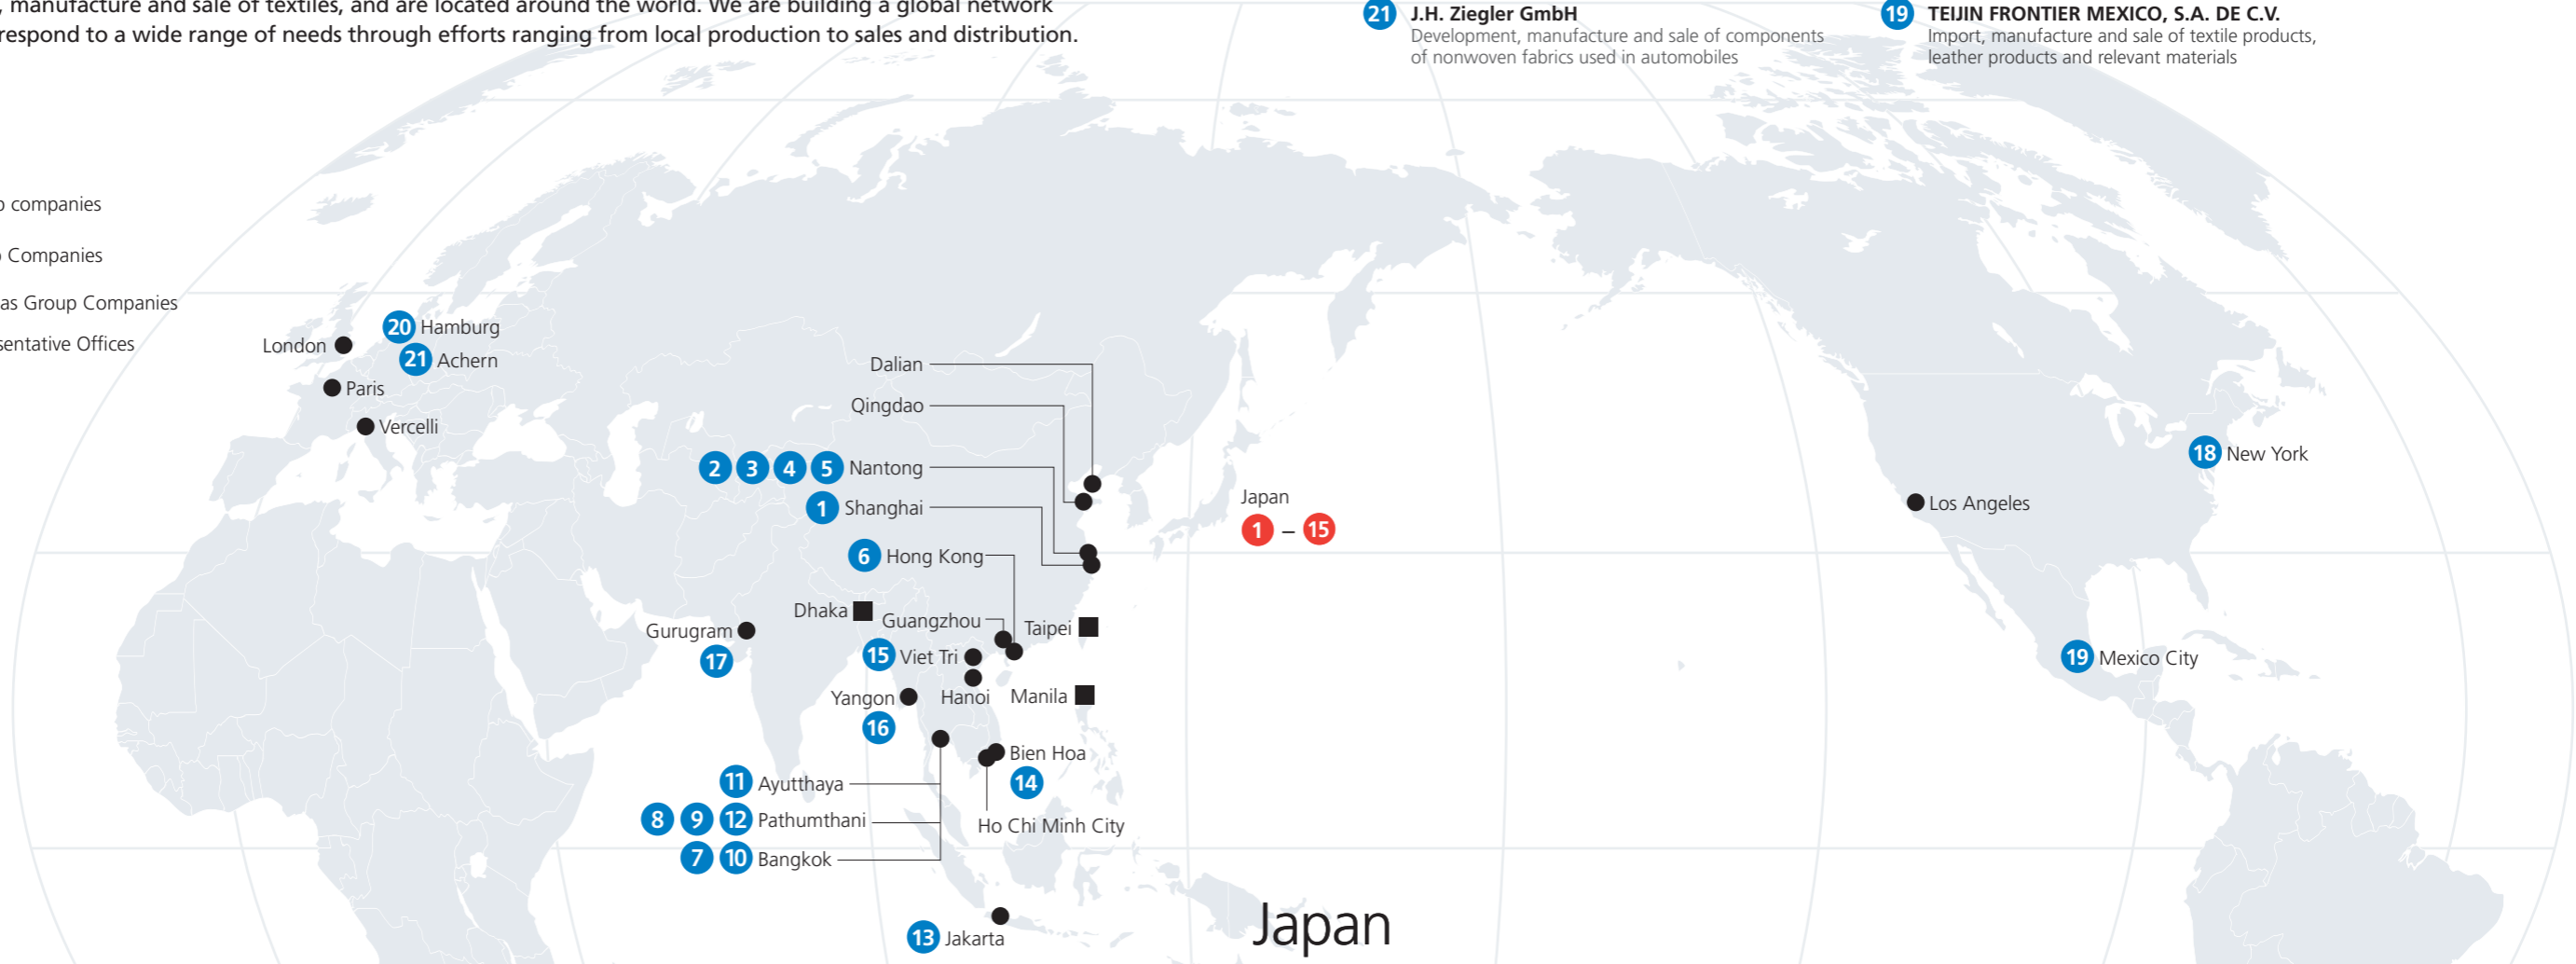 , manufacture and sale of textiles, and are located around the world. We are building a global network
respond to a wide range of needs through efforts ranging from local production to sales and distribution.
21 J.H. Ziegler GmbH
Development, manufacture and sale of components
of nonwoven fabrics used in automobiles
19 TEIJIN FRONTIER MEXICO, S.A. DE C.V.
Import, manufacture and sale of textile products,
leather products and relevant materials
companies
Companies
as Group Companies
sentative Offices
20 Hamburg
London
21 Achern
Paris
Vercelli
Dalian
Qingdao
2 3 4 5 Nantong
1 Shanghai
6 Hong Kong
Dhaka
Guangzhou
Taipei
Gurugram
17
15 Viet Tri
Yangon
16
Hanoi
Manila
Bien Hoa
14
11 Ayutthaya
8 9 12 Pathumthani
Ho Chi Minh City
7 10 Bangkok
13 Jakarta
Japan
1 – 15
18 New York
Los Angeles
19 Mexico City
Japan